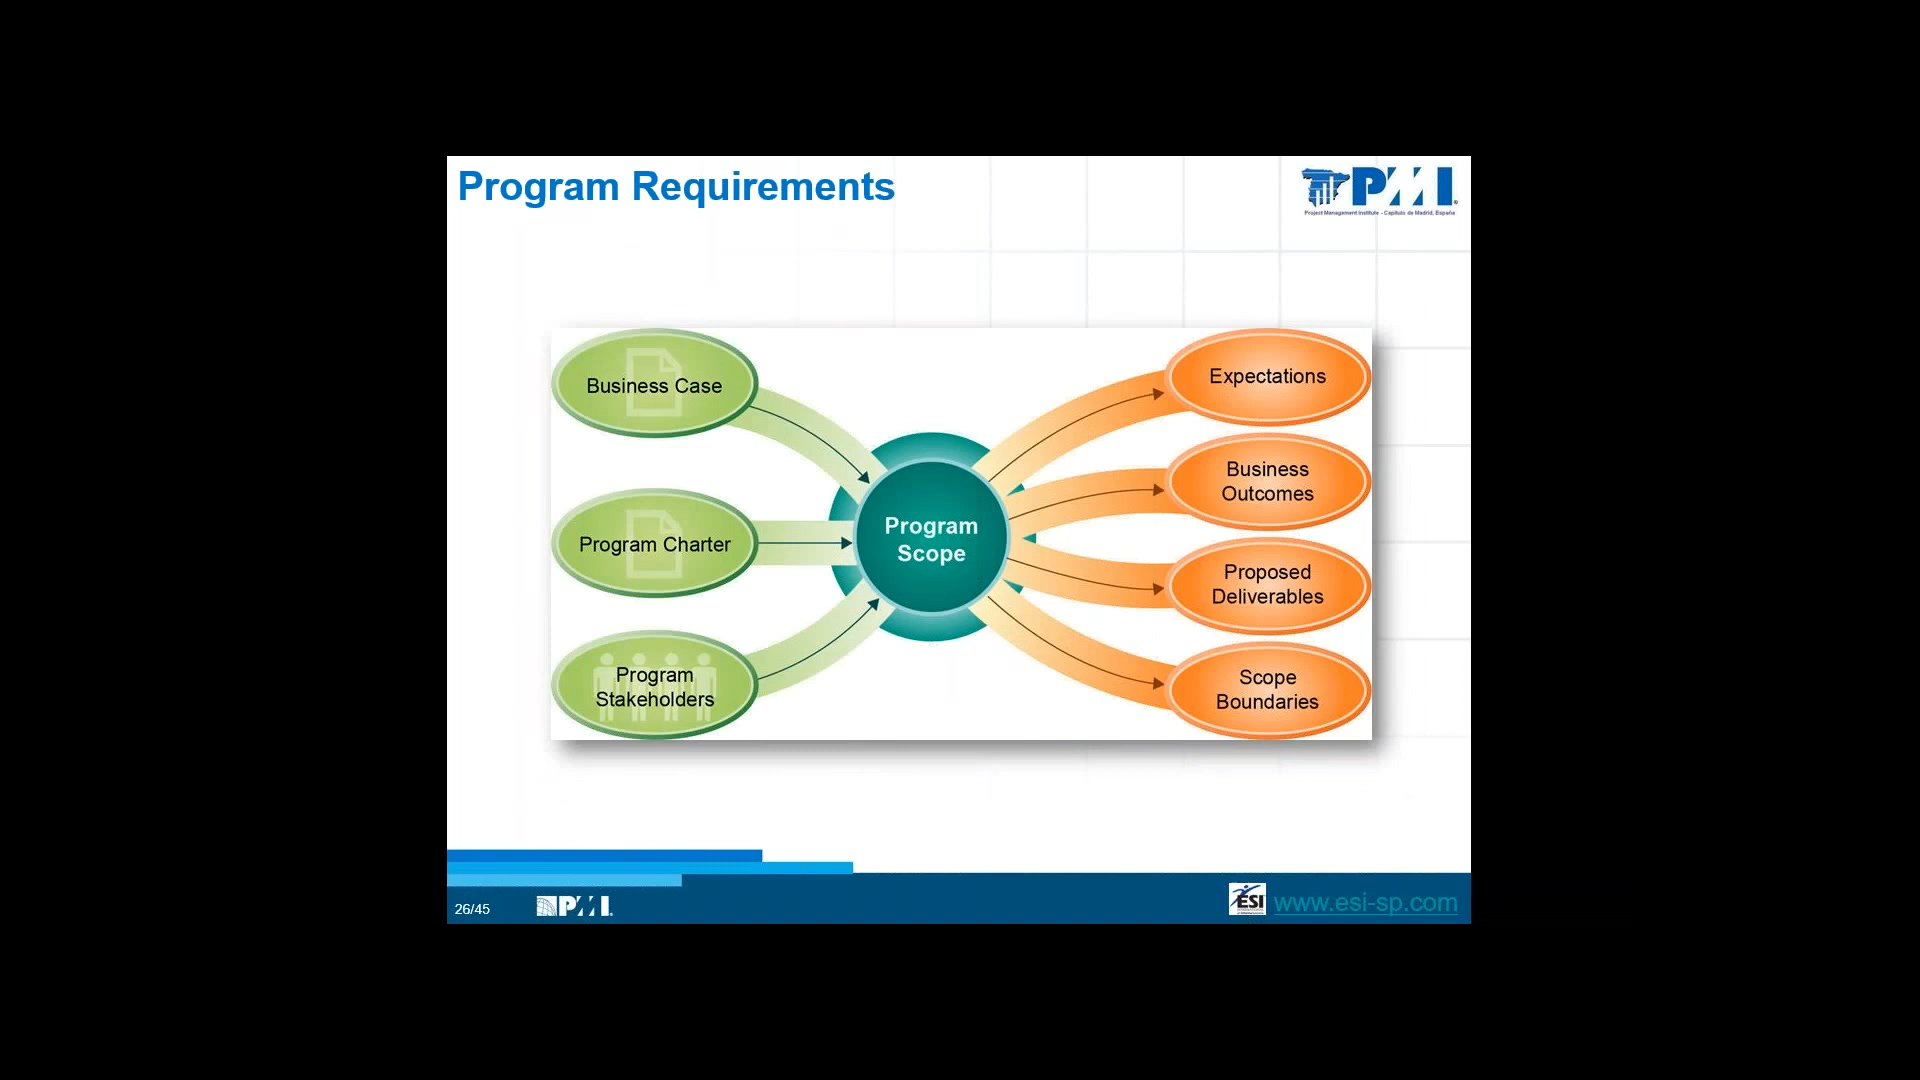 Program Requirements
PMI
Project Management Institute - Capítulo de Madrid, España
Business Case
Program Charter
Program
Stakeholders
Program
Scope
Expectations
Business
Outcomes
Proposed
Deliverables
Scope
Boundaries
26/45
PMI
ESI
www.esi-sp.com